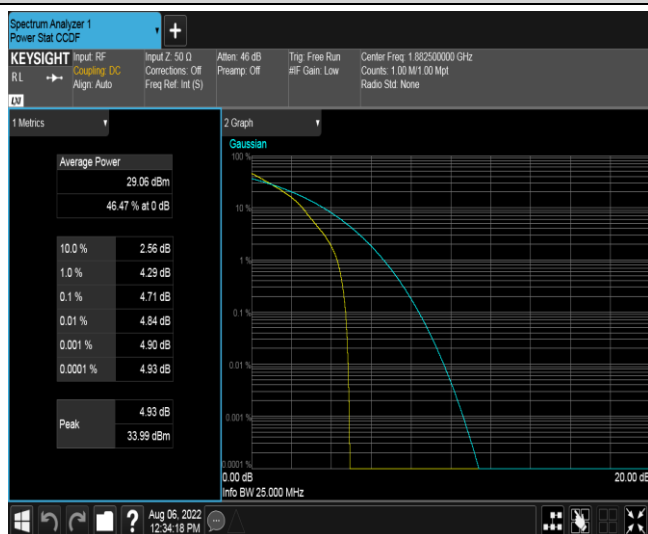 Spectrum Analyzer 1
Power Stat CCDF
KEYSIGHT
RL
LXI
Input: RF
Coupling: DC
Align: Auto
Input Z: 50 Ω
Corrections: Off
Freq Ref: Int (S)
Atten: 46 dB
Preamp: Off
Trig: Free Run
#IF Gain: Low
Center Freq: 1.882500000 GHz
Counts: 1.00 M/1.00 Mpt
Radio Std: None
1 Metrics
Average Power
29.06 dBm
46.47 % at 0 dB
10.0 % 2.56 dB
1.0 % 4.29 dB
0.1 % 4.71 dB
0.01 % 4.84 dB
0.001 % 4.90 dB
0.0001 % 4.93 dB
Peak
4.93 dB
33.99 dBm
2 Graph
Gaussian
100 %
10 %
1 %
0.1 %
0.01 %
0.001 %
0.0001 %
0.00 dB 20.00 dB
Info BW 25.000 MHz
?
Aug 06, 2022
12:34:18 PM